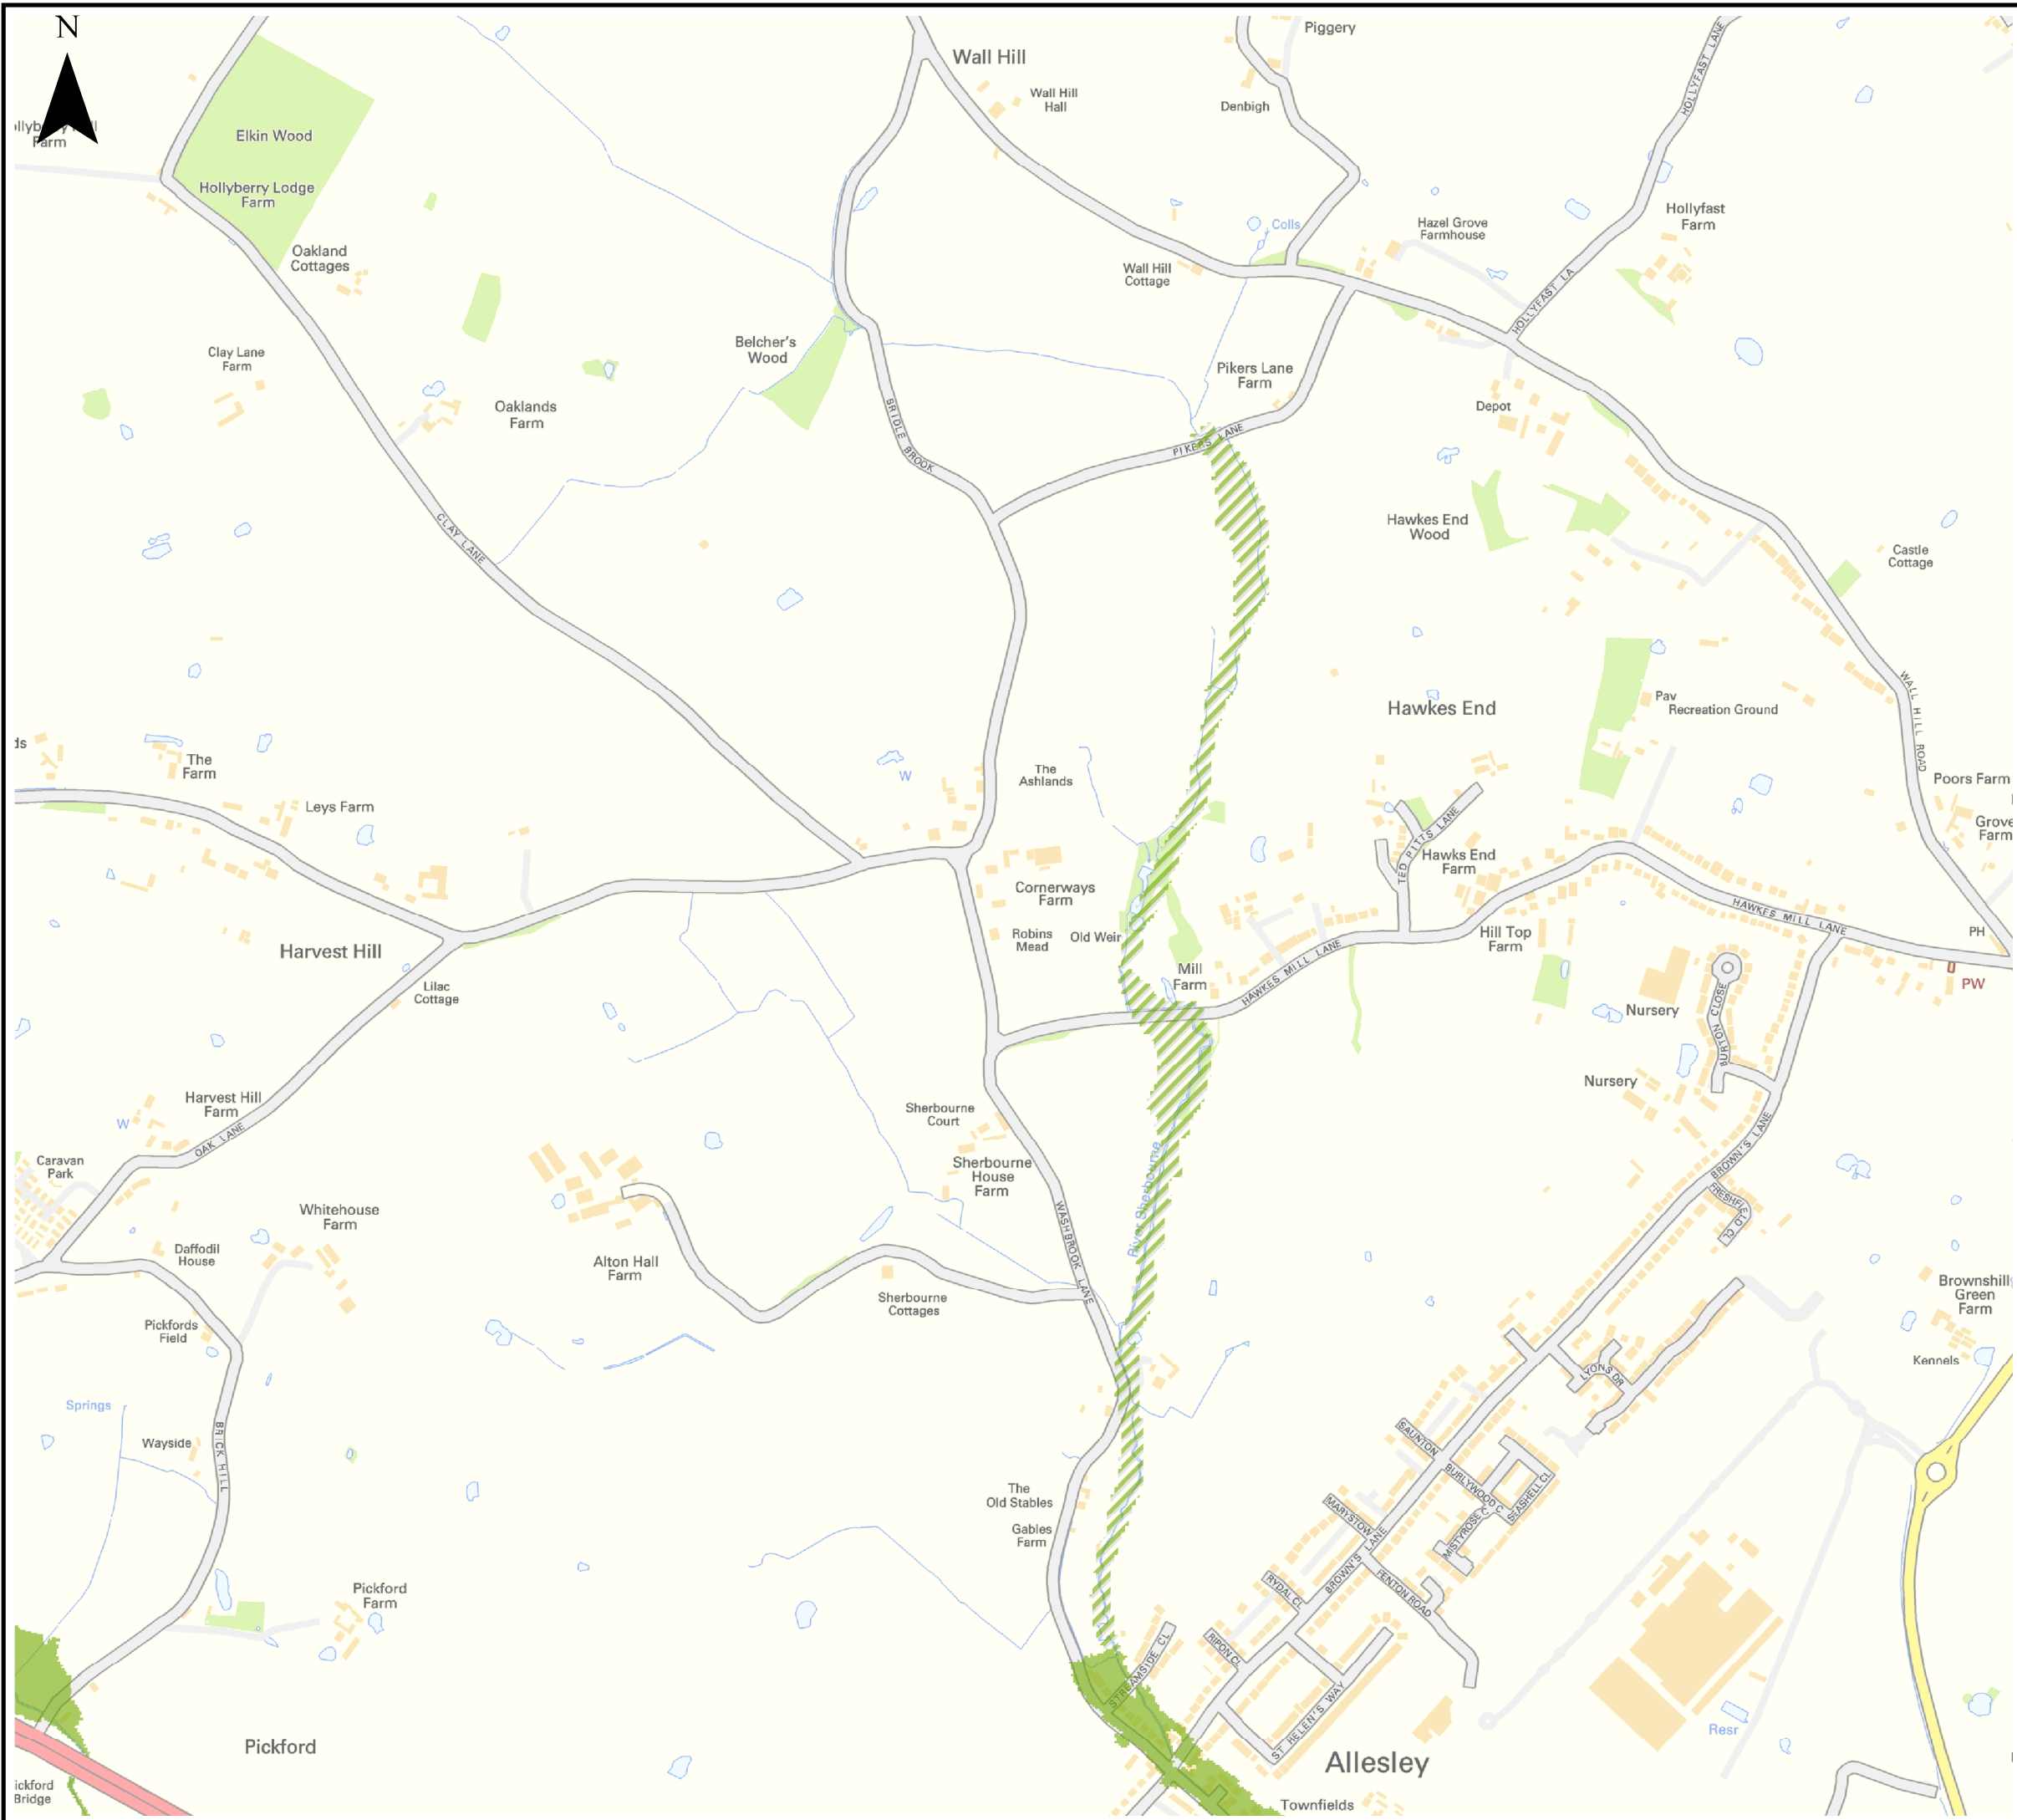 N
Piggery
Wall Hill
HOLLYFAST LANE
Wall Hill
Hall
Denbigh
Farm
Elkin Wood
Hollyberry Lodge
Farm
Hollyfast
Farm
Colls
Hazel Grove
Farmhouse
Oakland
Cottages
Wall Hill
Cottage
HOLLYFAST LA
Belcher's
Wood
Clay Lane
Farm
Pikers Lane
Farm
Oaklands
Farm
Depot
BRIDLE BROOK
PIKERS LANE
CLAY LANE
Hawkes End
Wood
Castle
Cottage
WALL HILL ROAD
Pav
Recreation Ground
Hawkes End
ds
The
Farm
W
The
Ashlands
Poors Farm
Leys Farm
Grove
Farm
TED PITTS LANE
Hawks End
Farm
Cornerways
Farm
HAWKES MILL LANE
Robins
Mead
Old Weir
Hill Top
Farm
PH
Harvest Hill
Mill
Farm
HAWKES MILL LANE
PW
Lilac
Cottage
Nursery
BURTON CLOSE
Nursery
Harvest Hill
Farm
Sherbourne
Court
W
OAK LANE
BROWN'S LANE
Caravan
Park
Sherbourne
House
Farm
River Sherbourne
FRESHFIELD CL
Whitehouse
Farm
WASHBROOK LANE
Daffodil
House
Alton Hall
Farm
Sherbourne
Cottages
Brownshill
Green
Farm
Pickfords
Field
Kennels
LYONS DR
Springs
BRICK HILL
Wayside
SAUNTON
BURLYWOOD C
SEASHELL CL
The
Old Stables
MARYSTOW
MISTYROSE C
Gables
Farm
BROWN'S LANE
RYDAL CL
FENTON ROAD
Pickford
Farm
RIPON CL
STREAMSIDE CL
ST HELEN'S WAY
Resr
Pickford
Allesley
ickford
Bridge
Townfields